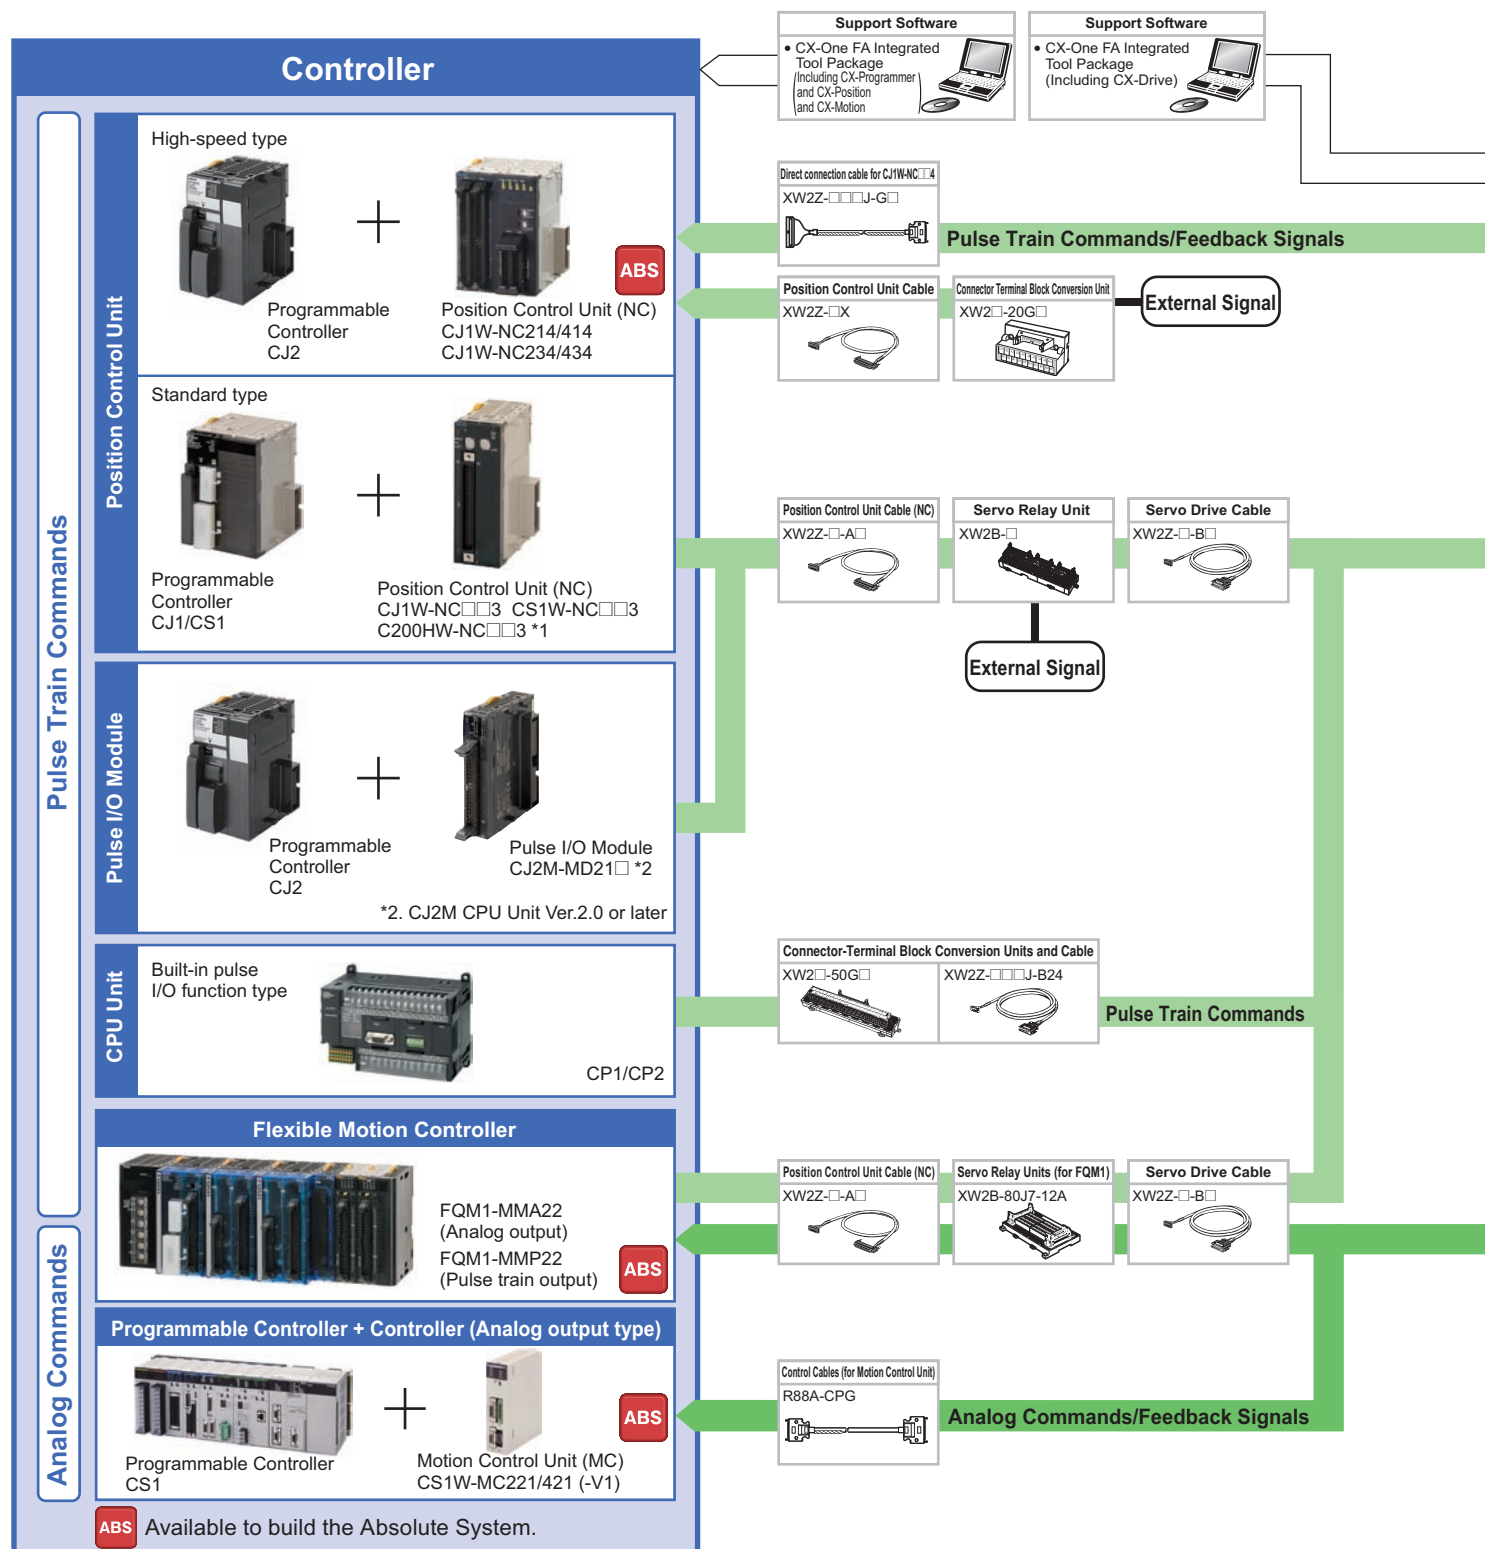 Support Software
• CX-One FA Integrated
Tool Package
(Including CX-Programmer
and CX-Position
and CX-Motion)
Support Software
• CX-One FA Integrated
Tool Package
(Including CX-Drive)
Controller
Pulse Train Commands
Analog Commands
Position Control Unit
High-speed type
Programmable
Controller
CJ2
Position Control Unit (NC)
CJ1W-NC214/414
CJ1W-NC234/434
ABS
Direct connection cable for CJ1W-NC□□4
XW2Z-□□□J-G□
Pulse Train Commands/Feedback Signals
Position Control Unit Cable
XW2Z-□X
Connector Terminal Block Conversion Unit
XW2□-20G□
External Signal
Standard type
Programmable
Controller
CJ1/CS1
Position Control Unit (NC)
CJ1W-NC□□3 CS1W-NC□□3
C200HW-NC□□3 *1
Position Control Unit Cable (NC)
XW2Z-□-A□
Servo Relay Unit
XW2B-□
Servo Drive Cable
XW2Z-□-B□
External Signal
Pulse I/O Module
Programmable
Controller
CJ2
Pulse I/O Module
CJ2M-MD21□ *2
*2. CJ2M CPU Unit Ver.2.0 or later
CPU Unit
Built-in pulse
I/O function type
CP1/CP2
Connector-Terminal Block Conversion Units and Cable
XW2□-50G□
XW2Z-□□□J-B24
Pulse Train Commands
Flexible Motion Controller
FQM1-MMA22
(Analog output)
FQM1-MMP22
(Pulse train output)
ABS
Position Control Unit Cable (NC)
XW2Z-□-A□
Servo Relay Units (for FQM1)
XW2B-80J7-12A
Servo Drive Cable
XW2Z-□-B□
Programmable Controller + Controller (Analog output type)
Programmable Controller
CS1
Motion Control Unit (MC)
CS1W-MC221/421 (-V1)
ABS
Control Cables (for Motion Control Unit)
R88A-CPG
Analog Commands/Feedback Signals
ABS Available to build the Absolute System.